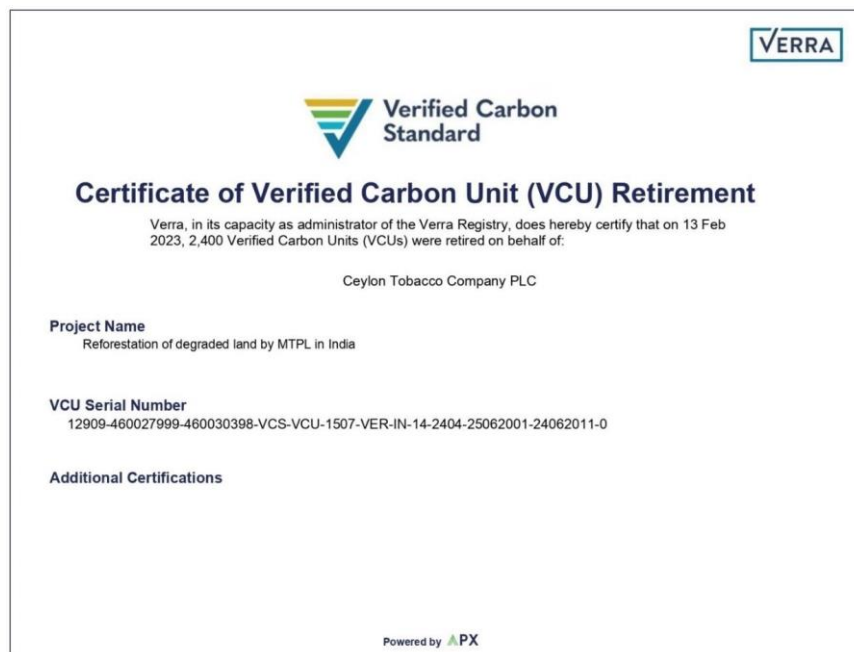 VERRA
Verified Carbon
Standard
Certificate of Verified Carbon Unit (VCU) Retirement
Verra, in its capacity as administrator of the Verra Registry, does hereby certify that on 13 Feb
2023, 2,400 Verified Carbon Units (VCUs) were retired on behalf of:
Ceylon Tobacco Company PLC
Project Name
Reforestation of degraded land by MTPL in India
VCU Serial Number
12909-460027999-460030398-VCS-VCU-1507-VER-IN-14-2404-25062001-24062011-0
Additional Certifications
Powered by APX